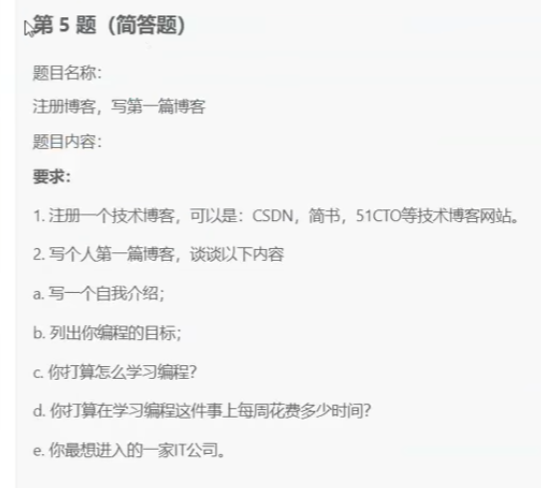 第 5 题（简答题）
题目名称：
注册博客，写第一篇博客
题目内容：
要求：
1. 注册一个技术博客，可以是：CSDN，简书，51CTO等技术博客网站。
2. 写个人第一篇博客，谈谈以下内容
a. 写一个自我介绍；
b. 列出你编程的目标；
c. 你打算怎么学习编程？
d. 你打算在学习编程这件事上每周花费多少时间？
e. 你最想进入的一家IT公司。